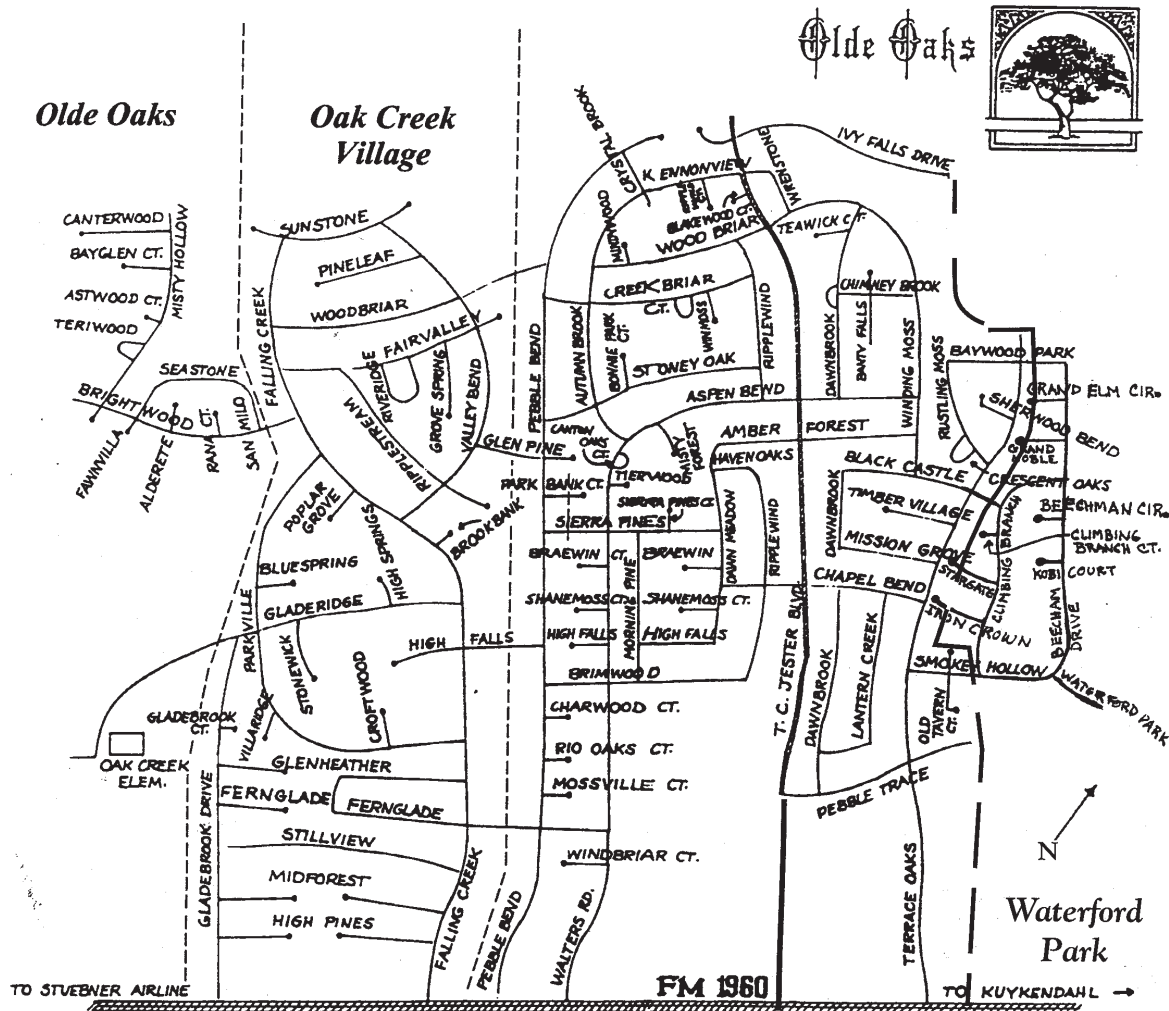 Olde Oaks
Olde Oaks
Oak Creek
Village
CRYSTAL BROOK
KENNONVIEW
WRENSTONE
IVY FALLS DRIVE
BLAKEWOOD CT.
MINDWOOD
WOOD BRIAR
TEAWICK CT.
CANTERWOOD
MISTY HOLLOW
BAYGLEN CT.
ASTWOOD CT.
TERIWOOD
SUNSTONE
PINELEAF
WOODBRIAR
FAIRVALLEY
FALLING CREEK
SEASTONE
BRIGHTWOOD
FAWNVILLA
ALDERETE
RANA CT.
SAN MILO
RIVERIDGE
GROVE SPRING
VALLEY BEND
RIPPLESTREAM
PEBBLE BEND
AUTUMN BROOK
CREEK BRIAR
CT.
BONNIE PARK
CT.
WINMOSS
STONEY OAK
RIPPLEWIND
ASPEN BEND
DAWNBROOK
BANTY FALLS
CHIMNEY BROOK
WINDING MOSS
RUSTLING MOSS
BAYWOOD PARK
GRAND ELM CIR.
SHERWOOD BEND
GRAND
NOBLE
CRESCENT OAKS
BLACK CASTLE
AMBER FOREST
MISTY
FOREST
HAVEN OAKS
CANYON
OAKS
CT.
GLEN PINE
TIERWOOD
PARK BANK CT.
SIERRA PINES CT.
SIERRA PINES
BRAEWIN CT.
BRAEWIN
SHANEMOSS CT.
SHANEMOSS CT.
MORNING PINE
HIGH FALLS
HIGH FALLS
BRIMWOOD
DAWN MEADOW
RIPPLEWIND
DAWNBROOK
TIMBER VILLAGE
MISSION GROVE
STARGATE
CHAPEL BEND
IRON CROWN
CLIMBING BRANCH
BEECHMAN CIR.
CLIMBING
BRANCH CT.
KOBI COURT
BEECHAM
DRIVE
SMOKEY HOLLOW
WATERFORD PARK
OLD
TAVERN
CT.
LANTERN CREEK
DAWNBROOK
T. C. JESTER BLVD.
PEBBLE TRACE
TERRACE OAKS
POPLAR
GROVE
BROOKBANK
HIGH SPRINGS
BLUESPRING
GLADERIDGE
PARKVILLE
STONEWICK
HIGH FALLS
CROFTWOOD
VILLARIDGE
GLADEBROOK
CT.
OAK CREEK
ELEM.
GLENHEATHER
FERNGLADE
FERNGLADE
GLADEBROOK DRIVE
STILLVIEW
MIDFOREST
HIGH PINES
FALLING CREEK
PEBBLE BEND
WALTERS RD.
CHARWOOD CT.
RIO OAKS CT.
MOSSVILLE CT.
WINDBRIAR CT.
N
Waterford
Park
TO STUEBNER AIRLINE
FM 1960
TO KUYKENDAHL →